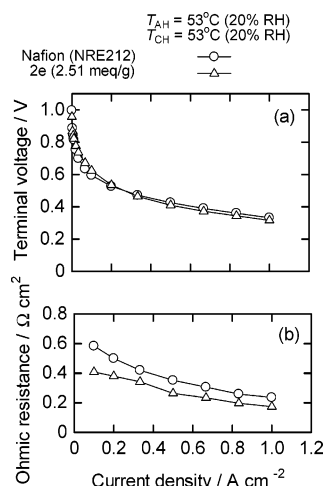 T_AH = 53°C (20% RH)
T_CH = 53°C (20% RH)
Nafion (NRE212)
2e (2.51 meq/g)
Terminal voltage / V
1.0
0.8
0.6
0.4
0.2
0
(a)
Ohmic resistance / Ω cm²
0.8
0.6
0.4
0.2
0
(b)
0 0.2 0.4 0.6 0.8 1.0 1.2
Current density / A cm⁻²